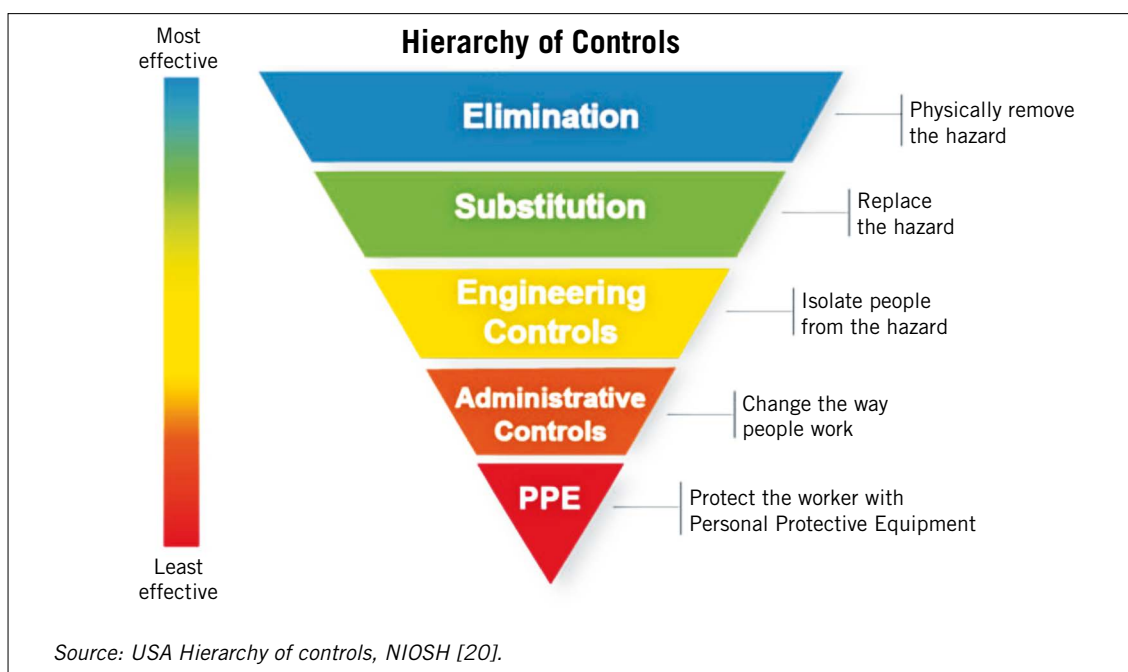 Hierarchy of Controls
Most
effective
Elimination
Physically remove
the hazard
Substitution
Replace
the hazard
Engineering
Controls
Isolate people
from the hazard
Administrative
Controls
Change the way
people work
PPE
Protect the worker with
Personal Protective Equipment
Least
effective
Source: USA Hierarchy of controls, NIOSH [20].